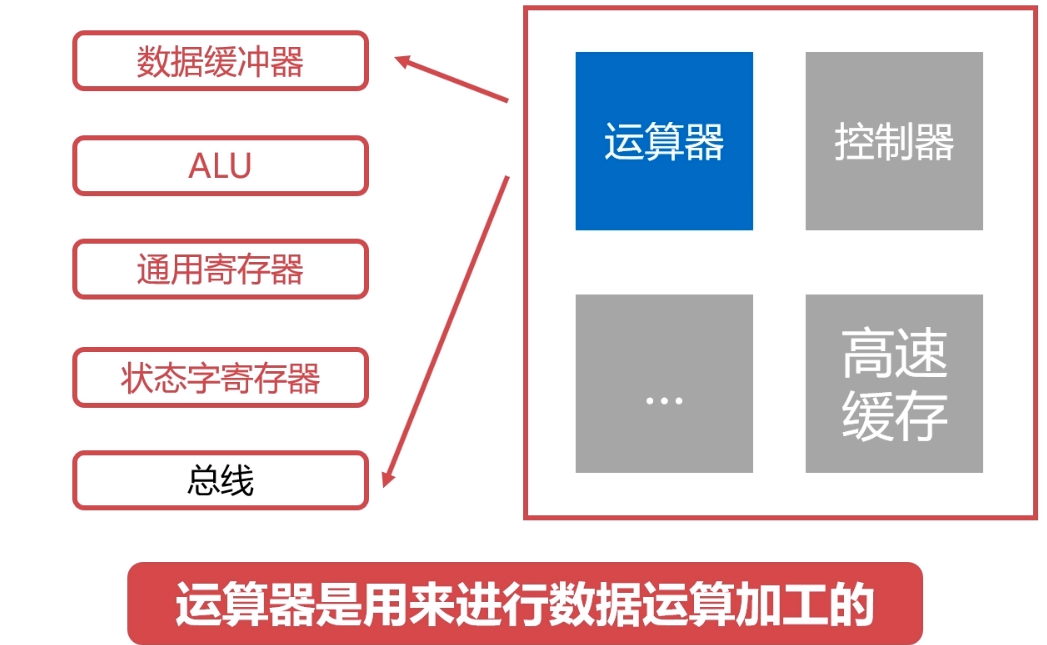 数据缓冲器
ALU
通用寄存器
状态字寄存器
总线
运算器
控制器
...
高速
缓存
运算器是用来进行数据运算加工的